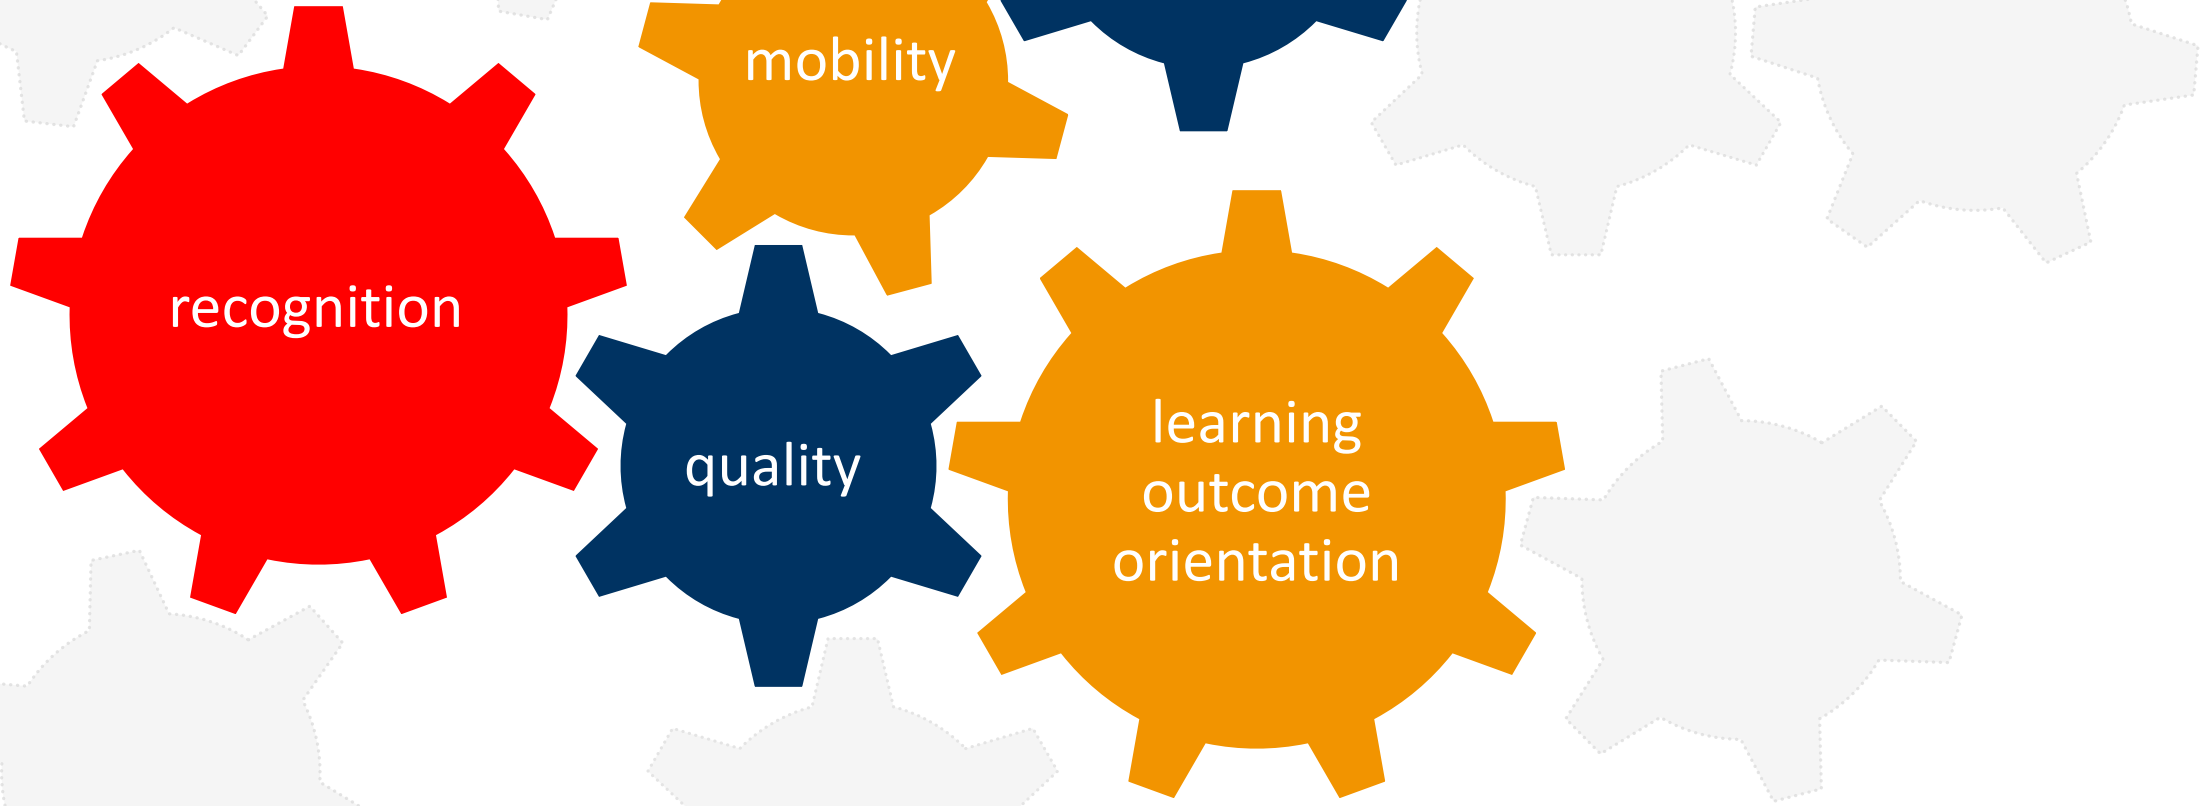 mobility
recognition
quality
learning
outcome
orientation